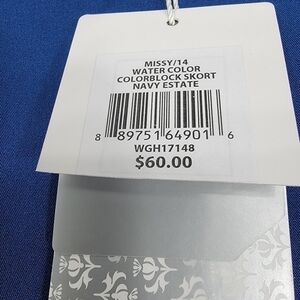 MISSY/14
WATER COLOR
COLORBLOCK SKORT
NAVY ESTATE
8 89751 64901 6
WGH17148
$60.00